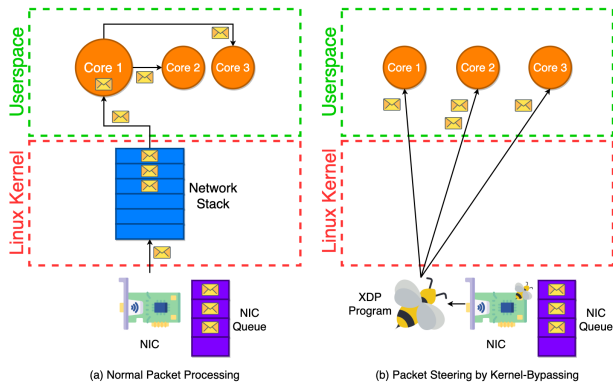 Userspace
Core 1
Core 2
Core 3
Linux Kernel
Network
Stack
NIC
NIC
Queue
(a) Normal Packet Processing
Userspace
Core 1
Core 2
Core 3
Linux Kernel
XDP
Program
NIC
NIC
Queue
(b) Packet Steering by Kernel-Bypassing